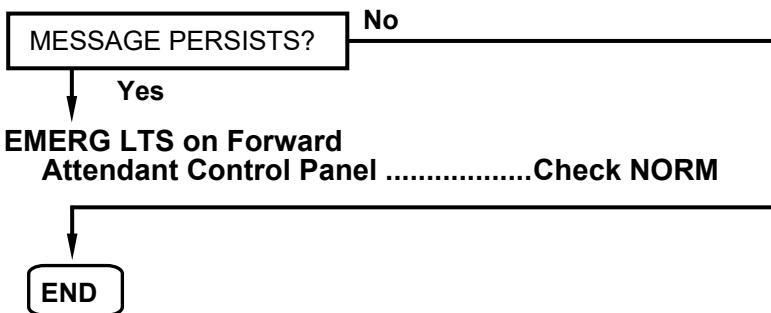 No
MESSAGE PERSISTS?
Yes
EMERG LTS on Forward
Attendant Control Panel ..................Check NORM
END